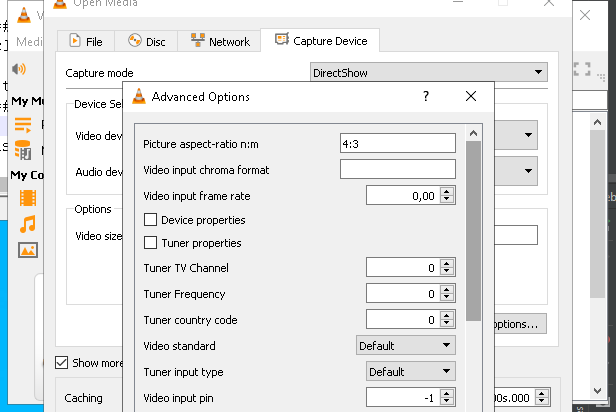 Open Media
Medi
File
Disc
Network
Capture Device
Capture mode
DirectShow
Device Sel
Advanced Options
?
My Mu
Video dev
Audio dev
My Co
Options
Video size
Picture aspect-ratio n:m
4:3
Video input chroma format
Video input frame rate
0,00
Device properties
Tuner properties
Tuner TV Channel
0
Tuner Frequency
0
Tuner country code
0
ptions...
Video standard
Default
Show more
Tuner input type
Default
Caching
Video input pin
-1
00s.000